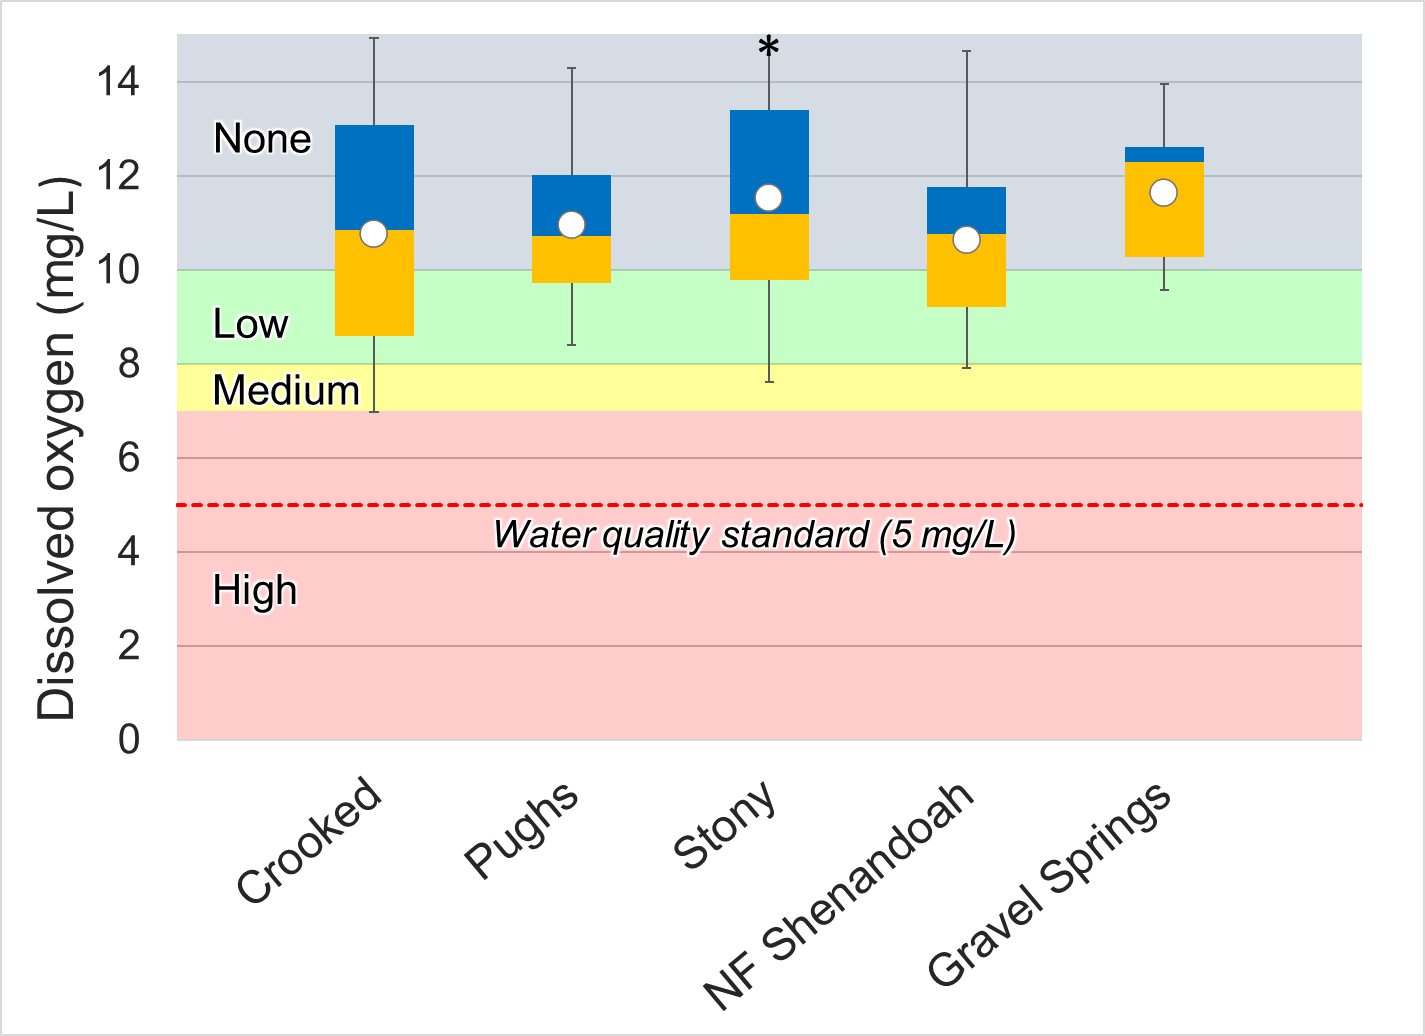 *
14
None
12
10
Low
8
Medium
6
Water quality standard (5 mg/L)
4
High
2
0
Dissolved oxygen (mg/L)
Crooked
Pughs
Stony
NF Shenandoah
Gravel Springs